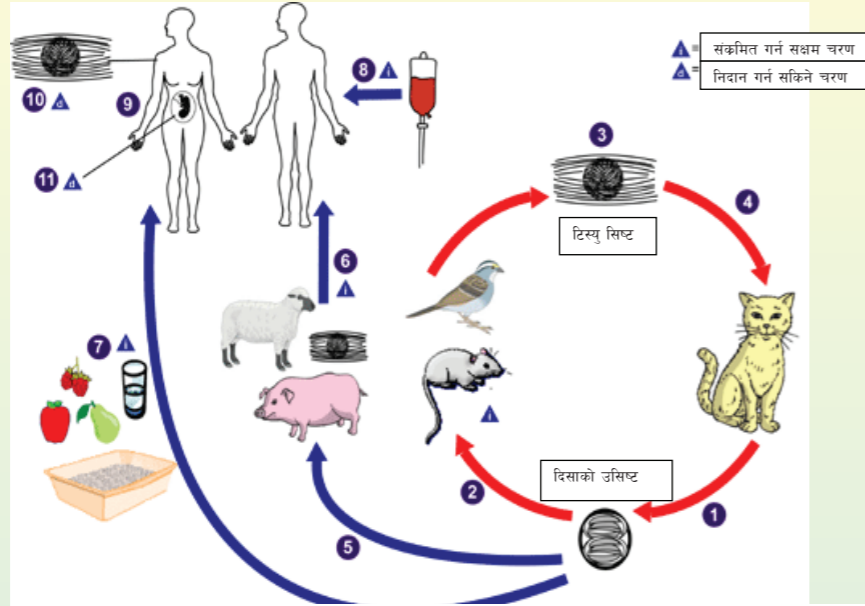 i = संक्रमित गर्न सक्षम चरण
d = निदान गर्न सकिने चरण
8 i
10 d
9
11 d
3
4
टिस्यु सिष्ट
6
i
7 i
i
दिसाको उसिष्ट
2
1
5